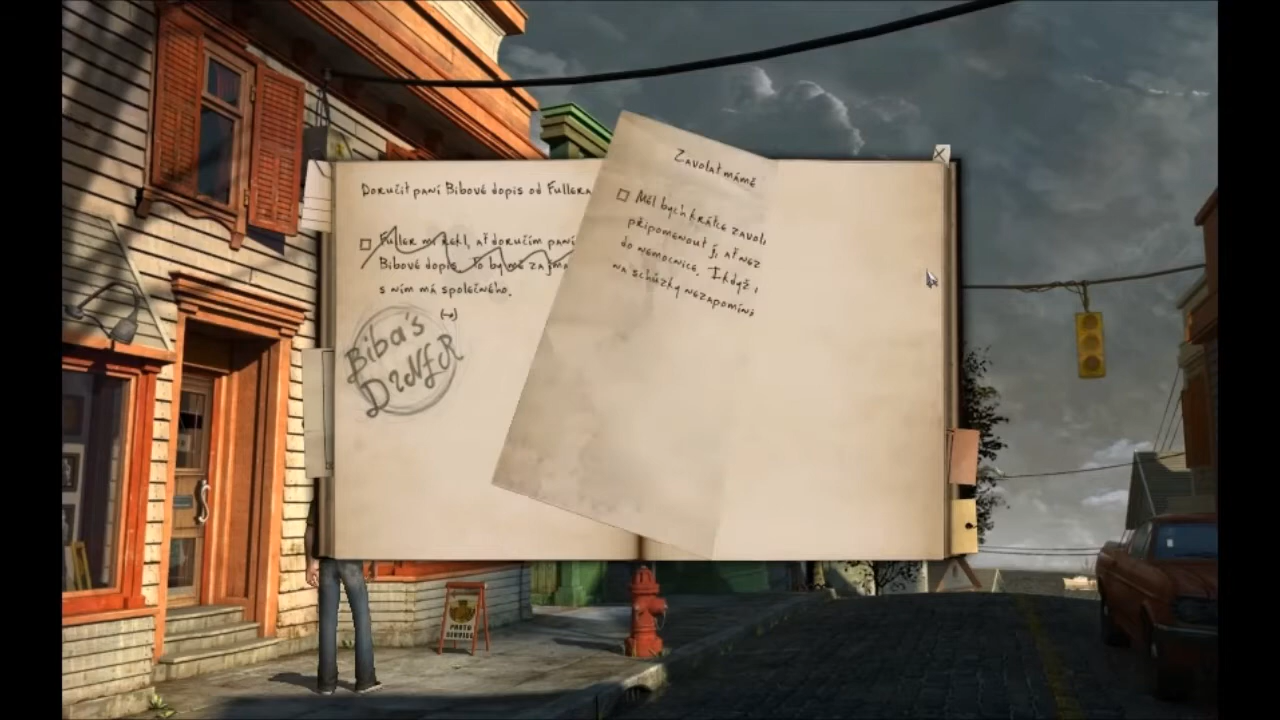 Doručit paní Bibové dopis od Fullera
Fuller mi řekl, ať doručím paní
Bibové dopis. To by mě zajíma
s ním má společného.
(→)
Biba's
DINER
Zavolat mámě
Měl bych krátce zavol
připomenout jí, ať nez
do nemocnice. I když i
na schůzky nezapomíná
X
PHOTO
SERVICE